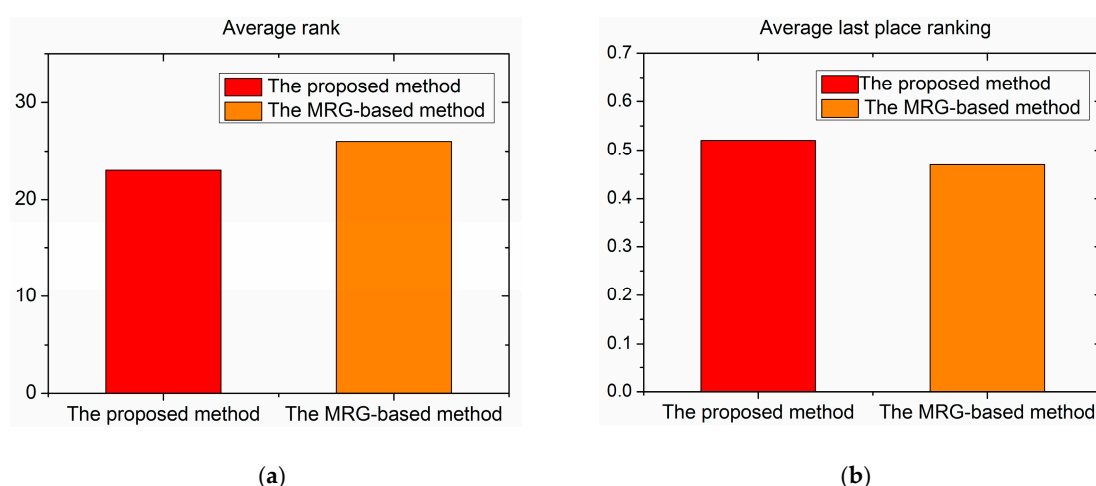 Average rank
30
20
10
0
The proposed method
The MRG-based method
The proposed method The MRG-based method
(a)
Average last place ranking
0.7
0.6
0.5
0.4
0.3
0.2
0.1
0.0
The proposed method
The MRG-based method
The proposed method The MRG-based method
(b)